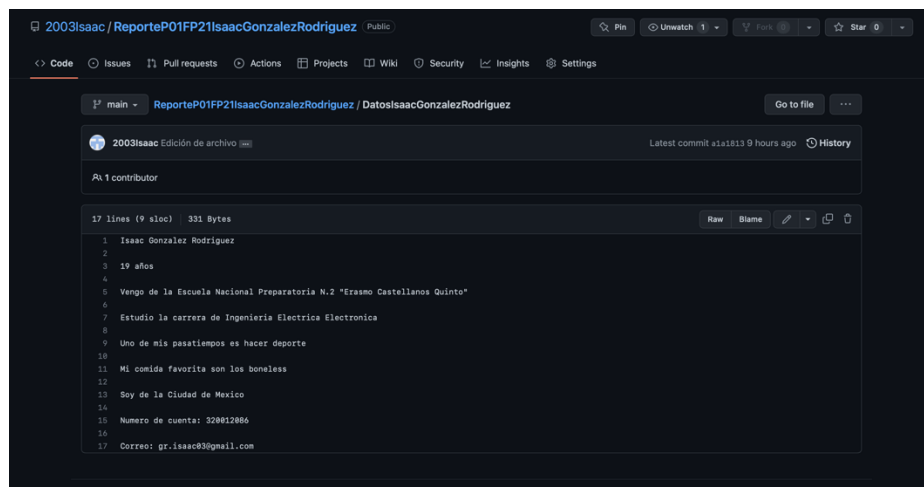 2003Isaac / ReporteP01FP21IsaacGonzalezRodriguez Public
Pin Unwatch 1 Fork 0 Star 0
Code Issues Pull requests Actions Projects Wiki Security Insights Settings
main ReporteP01FP21IsaacGonzalezRodriguez / DatosIsaacGonzalezRodriguez Go to file ...
2003Isaac Edición de archivo ... Latest commit a1a1813 9 hours ago History
1 contributor
17 lines (9 sloc) 331 Bytes Raw Blame
1 Isaac Gonzalez Rodriguez
2
3 19 años
4
5 Vengo de la Escuela Nacional Preparatoria N.2 "Erasmo Castellanos Quinto"
6
7 Estudio la carrera de Ingenieria Electrica Electronica
8
9 Uno de mis pasatiempos es hacer deporte
10
11 Mi comida favorita son los boneless
12
13 Soy de la Ciudad de Mexico
14
15 Numero de cuenta: 320012086
16
17 Correo: gr.isaac03@gmail.com